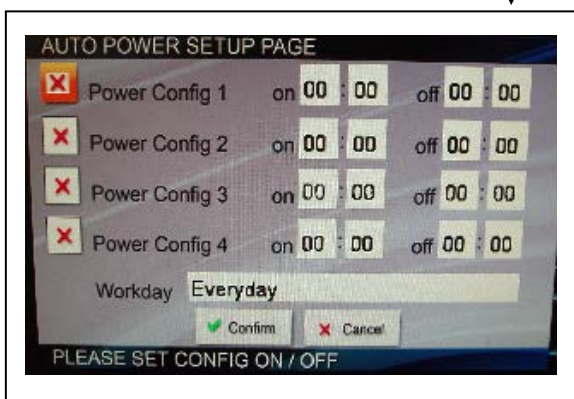 AUTO POWER SETUP PAGE
Power Config 1 on 00 : 00 off 00 : 00
Power Config 2 on 00 : 00 off 00 : 00
Power Config 3 on 00 : 00 off 00 : 00
Power Config 4 on 00 : 00 off 00 : 00
Workday Everyday
Confirm Cancel
PLEASE SET CONFIG ON / OFF